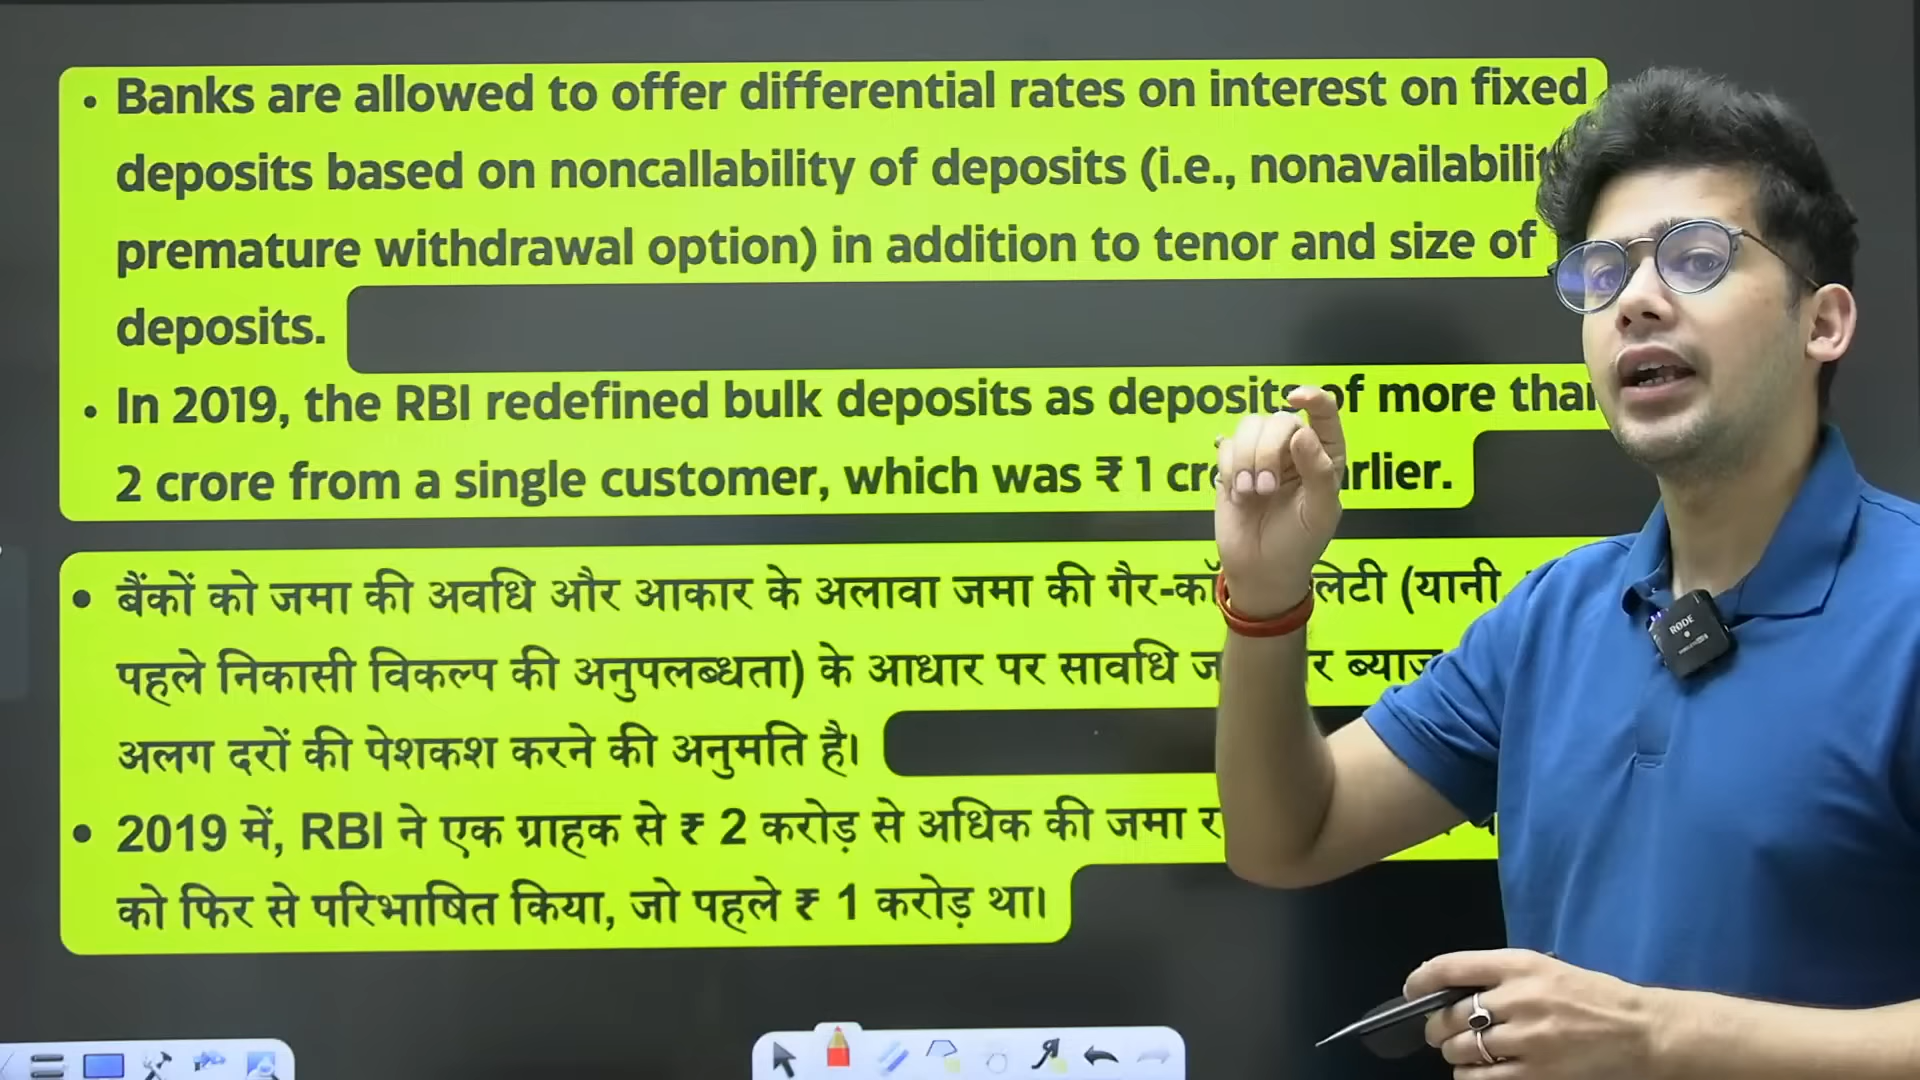 • Banks are allowed to offer differential rates on interest on fixed
deposits based on noncallability of deposits (i.e.,
premature withdrawal option) in addition to tenor and size of
deposits.
• In 2019, the RBI redefined bulk deposits as deposits of more
2 crore from a single customer, which was ₹ 1
• बैंकों को जमा की अवधि और आकार के अलावा जमा की (यानी
पहले निकासी विकल्प की अनुपलब्धता) के आधार पर सावधि
अलग दरों की पेशकश करने की अनुमति है।
• 2019 में, RBI ने एक ग्राहक से ₹ 2 करोड़ से अधिक की जमा
को फिर से परिभाषित किया, जो पहले ₹ 1 करोड़ था।
RODE